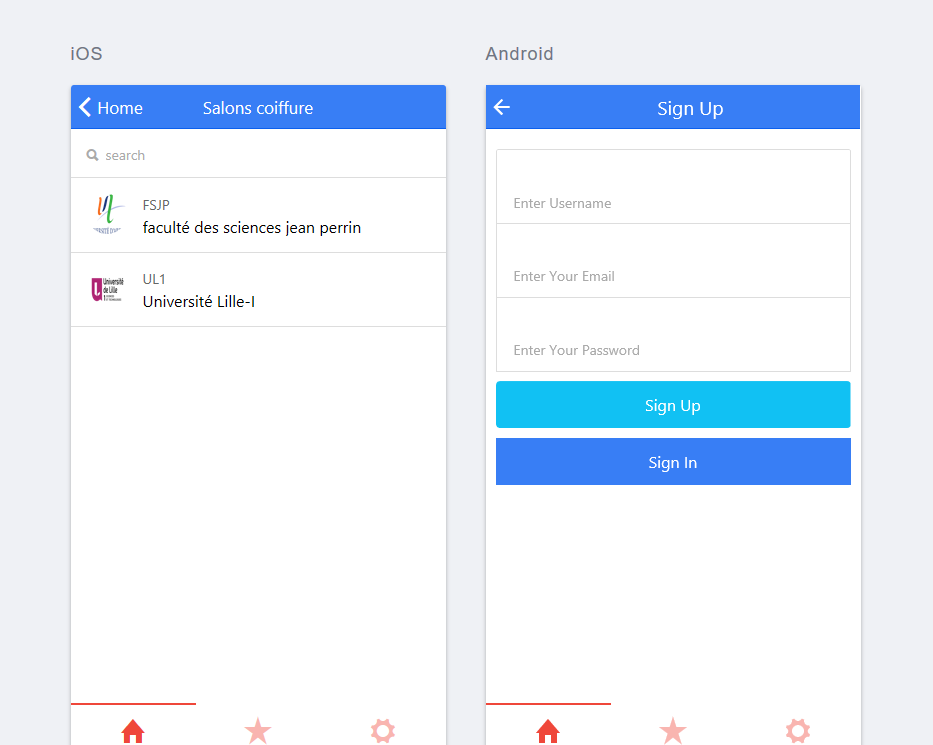 iOS
Home
Salons coiffure
search
FSJP
faculté des sciences jean perrin
Université
de Lille
UL1
Université Lille-I
Android
Sign Up
Enter Username
Enter Your Email
Enter Your Password
Sign Up
Sign In